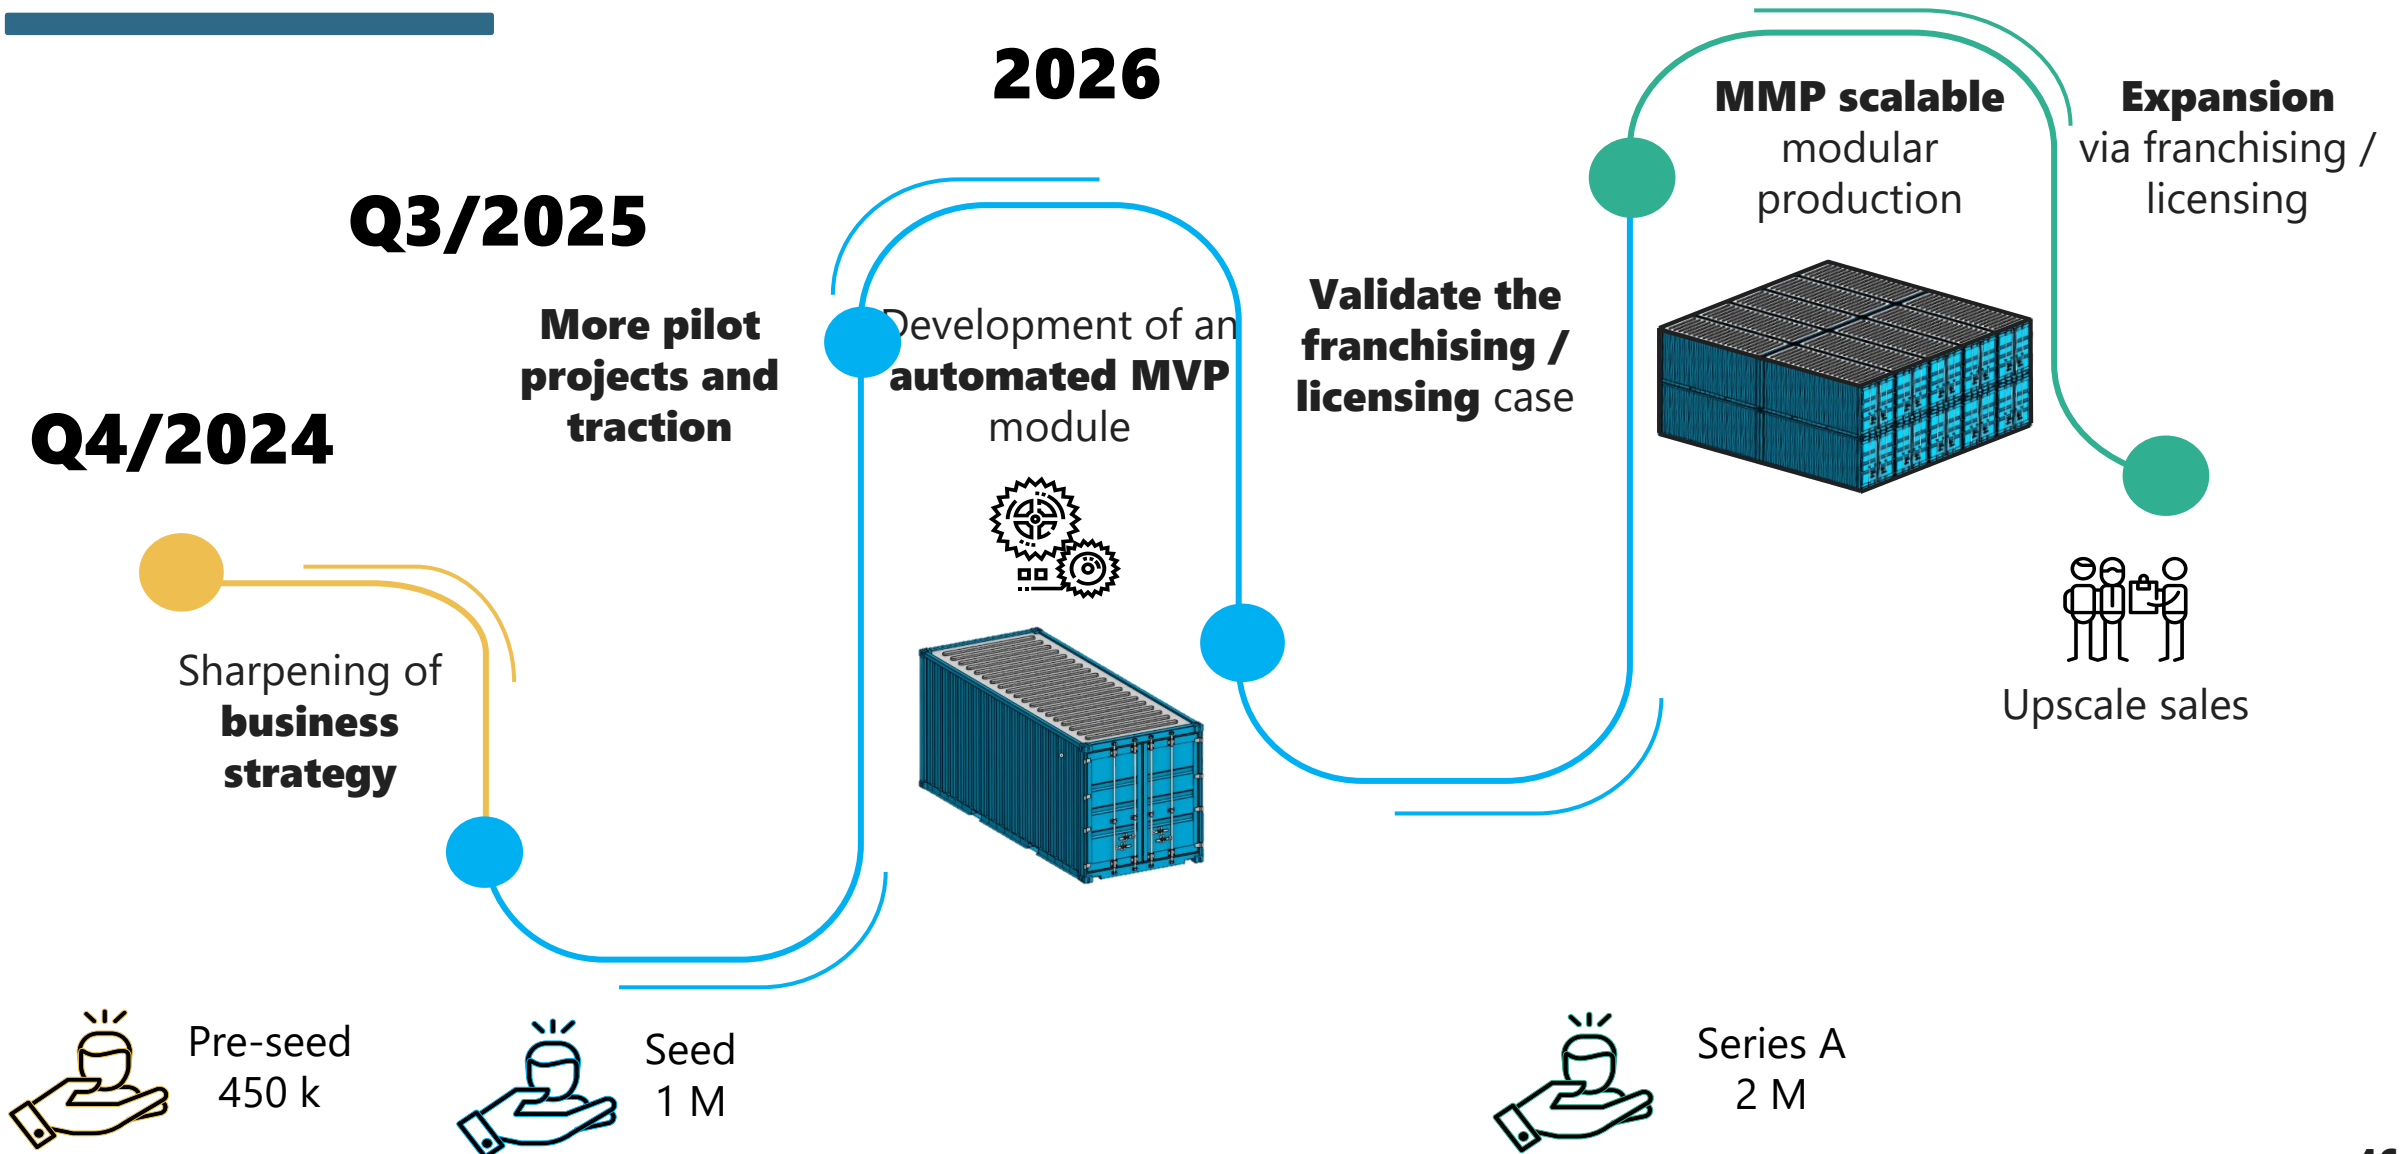 2026
Q3/2025
Q4/2024
Sharpening of
business
strategy
More pilot
projects and
traction
Development of an
automated MVP
module
Validate the
franchising /
licensing case
MMP scalable
modular
production
Expansion
via franchising /
licensing
Upscale sales
Pre-seed
450 k
Seed
1 M
Series A
2 M